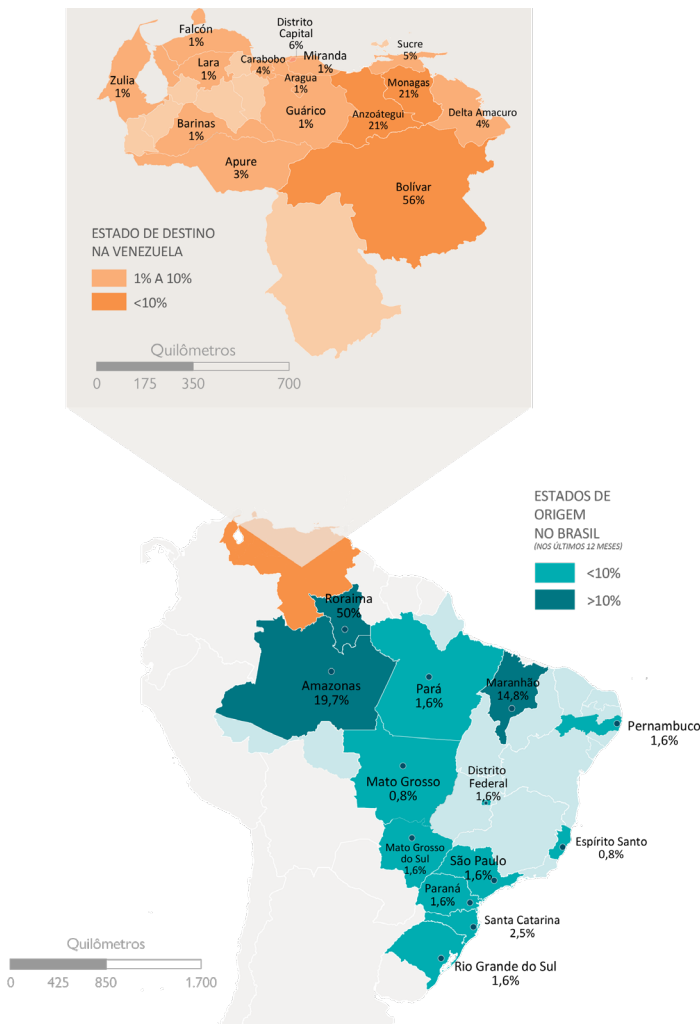 Falcón
1%
Distrito
Capital
6%
Miranda
1%
Sucre
5%
Lara
1%
Carabobo
4%
Aragua
1%
Zulia
1%
Monagas
21%
Guárico
1%
Anzoátegui
21%
Delta Amacuro
4%
Barinas
1%
Apure
3%
Bolívar
56%
ESTADO DE DESTINO
NA VENEZUELA
1% A 10%
<10%
Quilômetros
0 175 350 700
ESTADOS DE
ORIGEM
NO BRASIL
(NOS ÚLTIMOS 12 MESES)
<10%
>10%
Roraima
50%
Amazonas
19,7%
Pará
1,6%
Maranhão
14,8%
Pernambuco
1,6%
Mato Grosso
0,8%
Distrito
Federal
1,6%
Mato Grosso
do Sul
1,6%
São Paulo
1,6%
Espírito Santo
0,8%
Paraná
1,6%
Santa Catarina
2,5%
Rio Grande do Sul
1,6%
Quilômetros
0 425 850 1.700